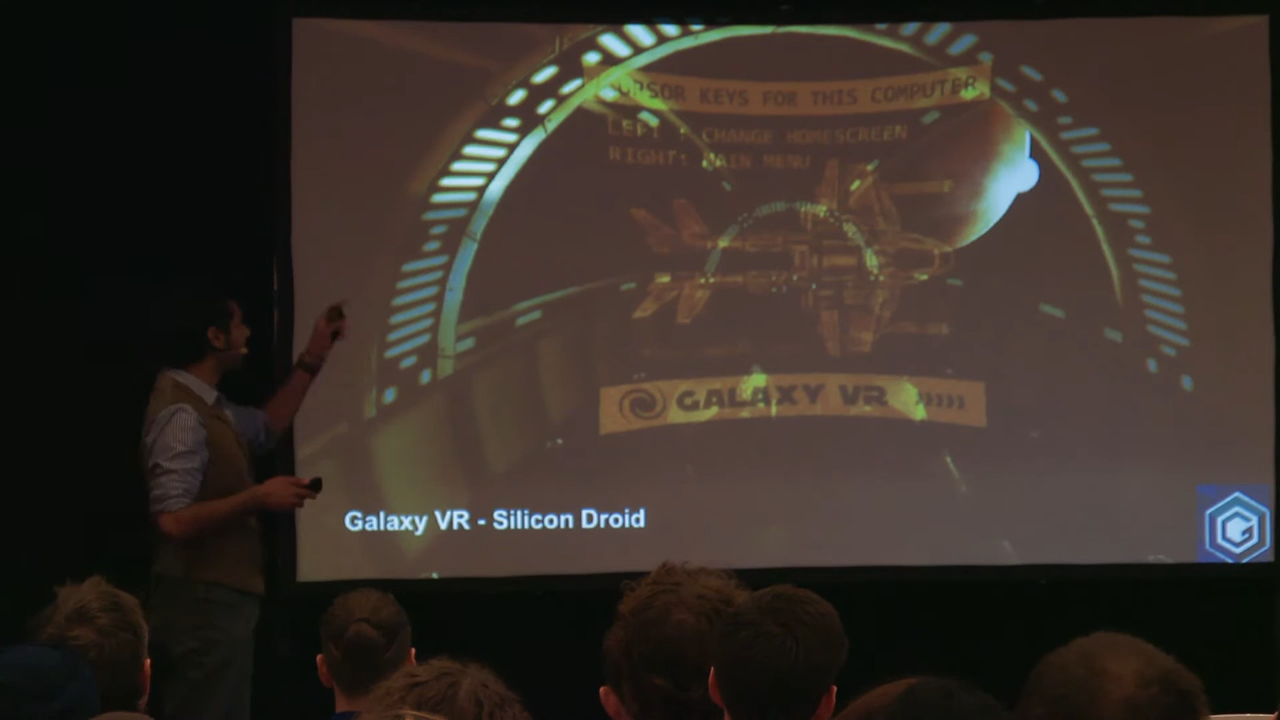 CURSOR KEYS FOR THIS COMPUTER
LEFT : CHANGE HOMESCREEN
RIGHT: MAIN MENU
GALAXY VR
Galaxy VR - Silicon Droid
G